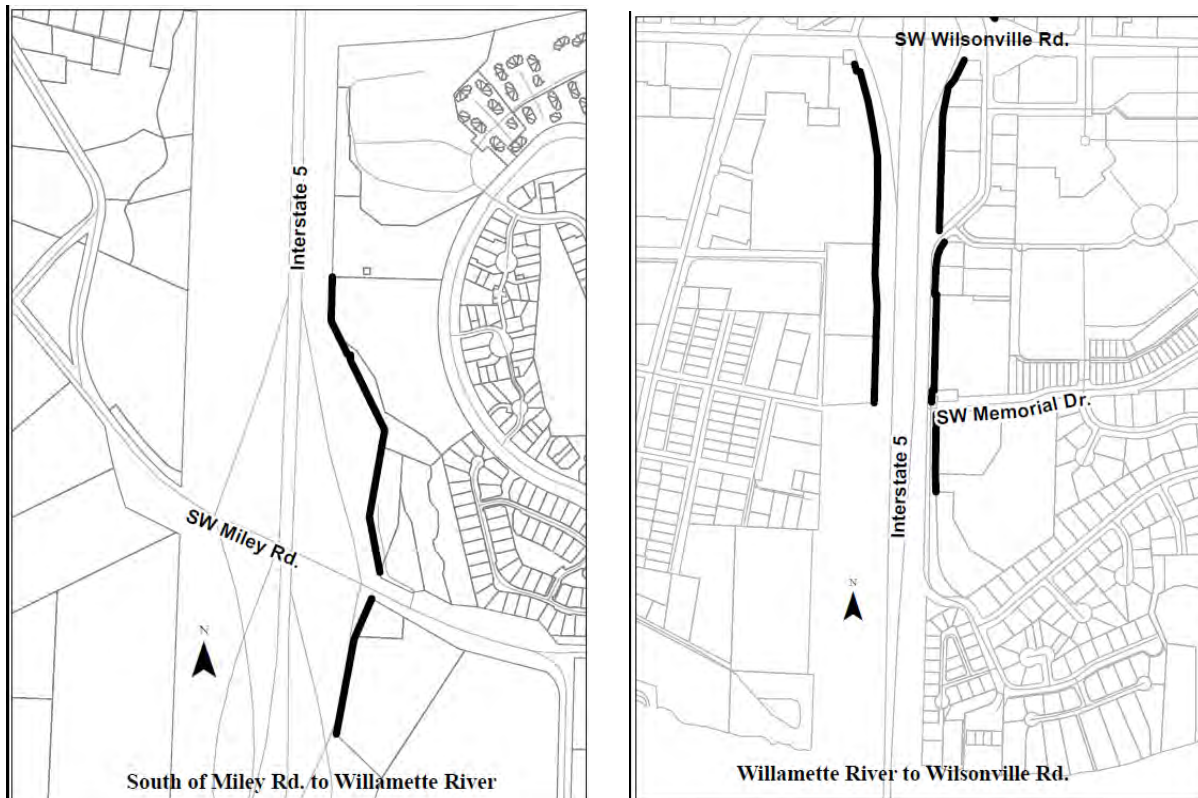 Interstate 5
SW Miley Rd.
N
South of Miley Rd. to Willamette River
SW Wilsonville Rd.
SW Memorial Dr.
Interstate 5
N
Willamette River to Wilsonville Rd.